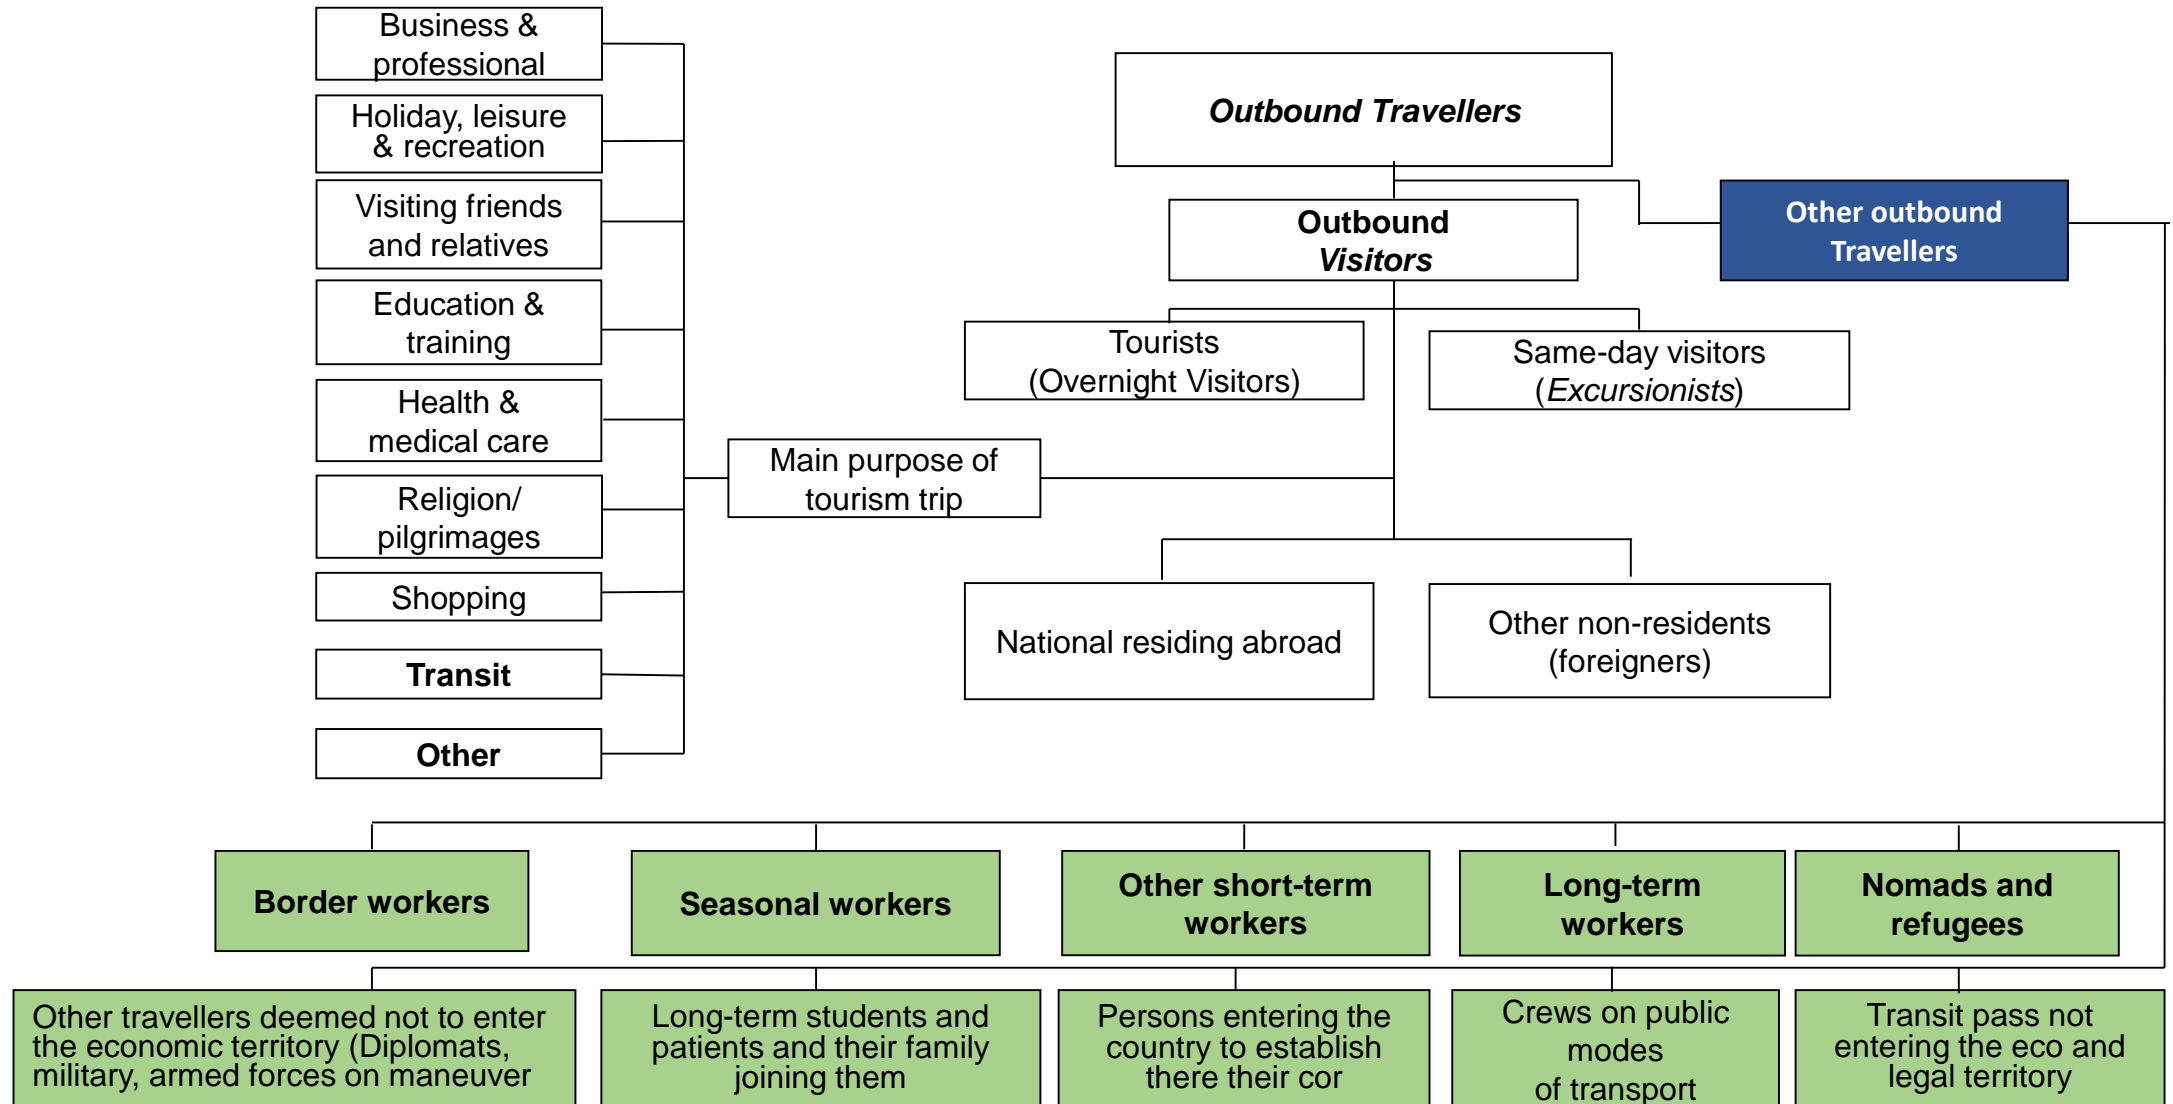 Business &
professional
Holiday, leisure
& recreation
Visiting friends
and relatives
Education &
training
Health &
medical care
Religion/
pilgrimages
Shopping
Transit
Other
Main purpose of
tourism trip
Outbound Travellers
Outbound
Visitors
Other outbound
Travellers
Tourists
(Overnight Visitors)
Same-day visitors
(Excursionists)
National residing abroad
Other non-residents
(foreigners)
Border workers
Seasonal workers
Other short-term
workers
Long-term
workers
Nomads and
refugees
Other travellers deemed not to enter
the economic territory (Diplomats,
military, armed forces on maneuver
Long-term students and
patients and their family
joining them
Persons entering the
country to establish
there their cor
Crews on public
modes
of transport
Transit pass not
entering the eco and
legal territory